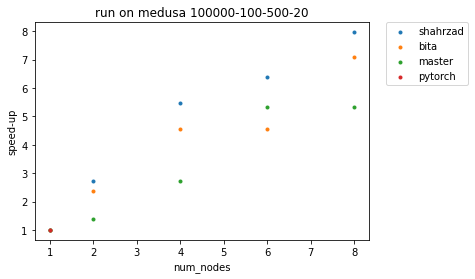 run on medusa 100000-100-500-20
8
7
6
5
4
3
2
1
speed-up
1 2 3 4 5 6 7 8
num_nodes
shahrzad
bita
master
pytorch